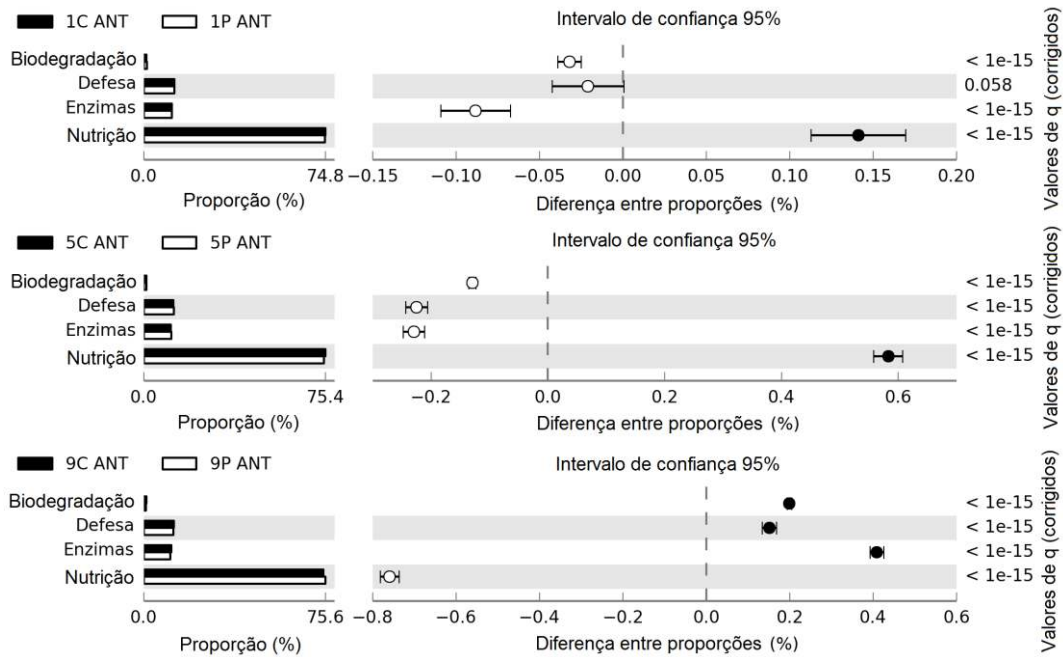 1C ANT 1P ANT Intervalo de confiança 95%
Biodegradação < 1e-15
Defesa 0.058
Enzimas < 1e-15
Nutrição < 1e-15
0.0 74.8 −0.15 −0.10 −0.05 0.00 0.05 0.10 0.15 0.20
Proporção (%) Diferença entre proporções (%)
Valores de q (corrigidos)
5C ANT 5P ANT Intervalo de confiança 95%
Biodegradação < 1e-15
Defesa < 1e-15
Enzimas < 1e-15
Nutrição < 1e-15
0.0 75.4 −0.2 0.0 0.2 0.4 0.6
Proporção (%) Diferença entre proporções (%)
Valores de q (corrigidos)
9C ANT 9P ANT Intervalo de confiança 95%
Biodegradação < 1e-15
Defesa < 1e-15
Enzimas < 1e-15
Nutrição < 1e-15
0.0 75.6 −0.8 −0.6 −0.4 −0.2 0.0 0.2 0.4 0.6
Proporção (%) Diferença entre proporções (%)
Valores de q (corrigidos)